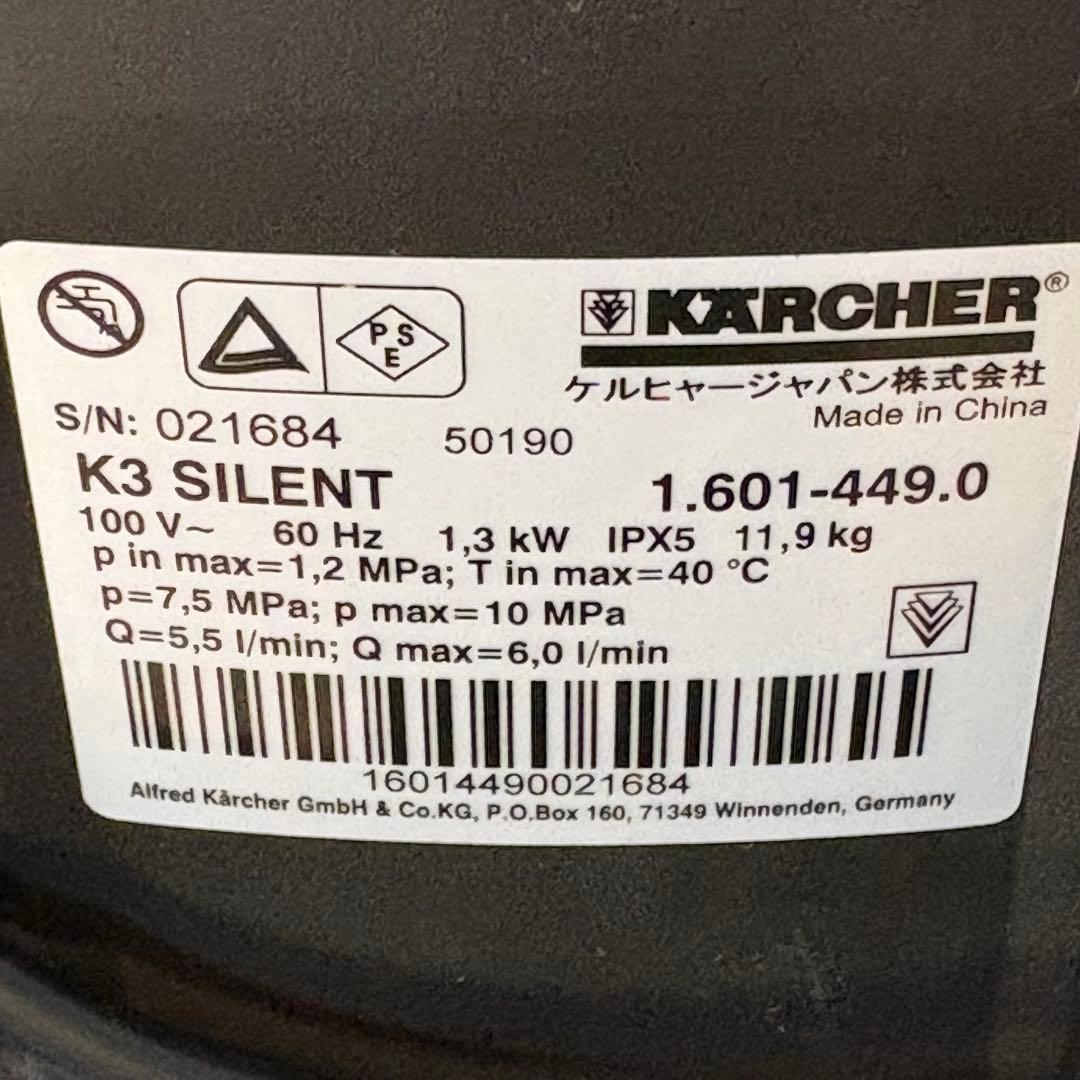 P S
E
KÄRCHER®
ケルヒャージャパン株式会社
Made in China
S/N: 021684 50190
K3 SILENT 1.601-449.0
100 V~ 60 Hz 1,3 kW IPX5 11,9 kg
p in max=1,2 MPa; T in max=40 °C
p=7,5 MPa; p max=10 MPa
Q=5,5 l/min; Q max=6,0 l/min
16014490021684
Alfred Kärcher GmbH & Co.KG, P.O.Box 160, 71349 Winnenden, Germany